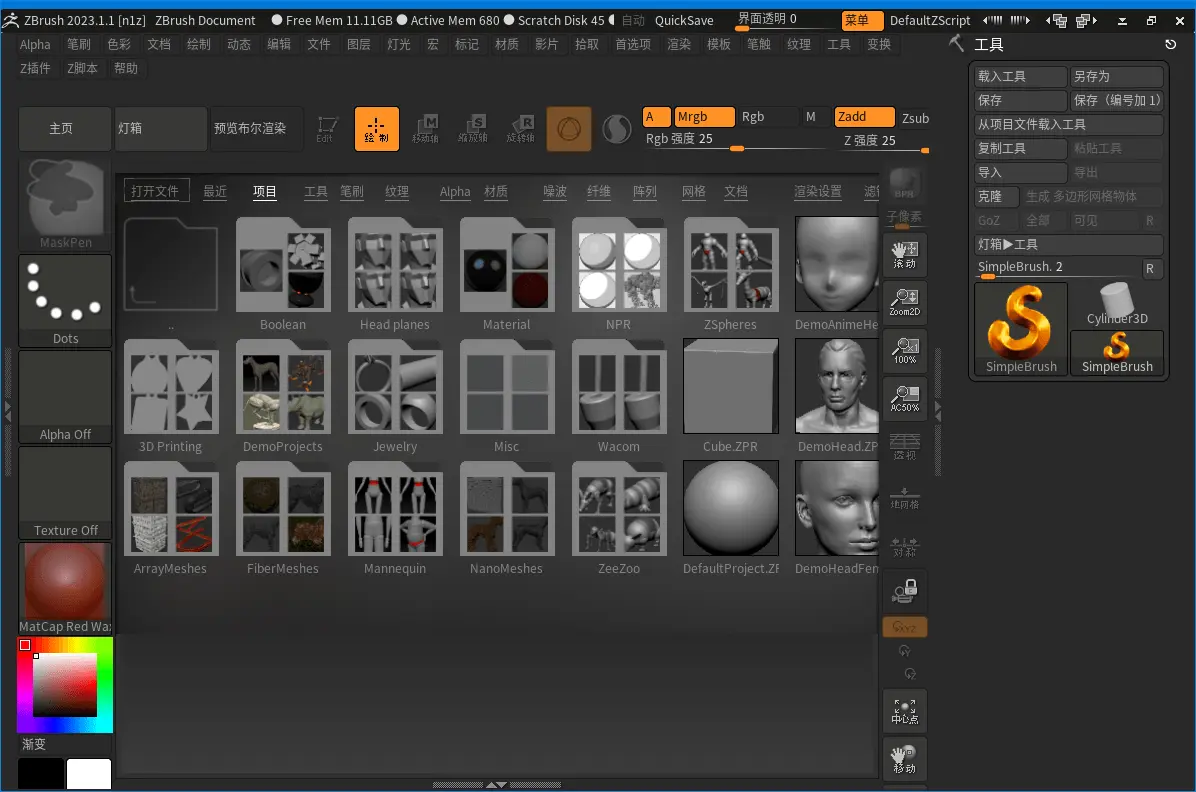 ZBrush 2023.1.1 [n1z] ZBrush Document ● Free Mem 11.11GB ● Active Mem 680 ● Scratch Disk 45 自动 QuickSave 界面透明 0 菜单 DefaultZScript
Alpha 笔刷 色彩 文档 绘制 动态 编辑 文件 图层 灯光 宏 标记 材质 影片 拾取 首选项 渲染 模板 笔触 纹理 工具 变换
Z插件 Z脚本 帮助
主页 灯箱 预览布尔渲染 Edit 绘制 移动轴 缩放轴 旋转轴
A Mrgb Rgb M Zadd Zsub
Rgb 强度 25 Z 强度 25
打开文件 最近 项目 工具 笔刷 纹理 Alpha 材质 噪波 纤维 阵列 网格 文档 渲染设置
.. Boolean Head planes Material NPR ZSpheres DemoAnimeHe
3D Printing DemoProjects Jewelry Misc Wacom Cube.ZPR DemoHead.ZP
ArrayMeshes FiberMeshes Mannequin NanoMeshes ZeeZoo DefaultProject.ZF DemoHeadFen
MaskPen
Dots
Alpha Off
Texture Off
MatCap Red Wa
渐变
BPR
子像素
滚动
Zoom2D
100%
AC50%
透视
地网格
对称
XYZ
Y
Z
中心点
移动
工具
载入工具 另存为
保存 保存（编号加 1）
从项目文件载入工具
复制工具 粘贴工具
导入 导出
克隆 生成 多边形网格物体
GoZ 全部 可见 R
灯箱▶工具
SimpleBrush. 2 R
Cylinder3D
SimpleBrush SimpleBrush